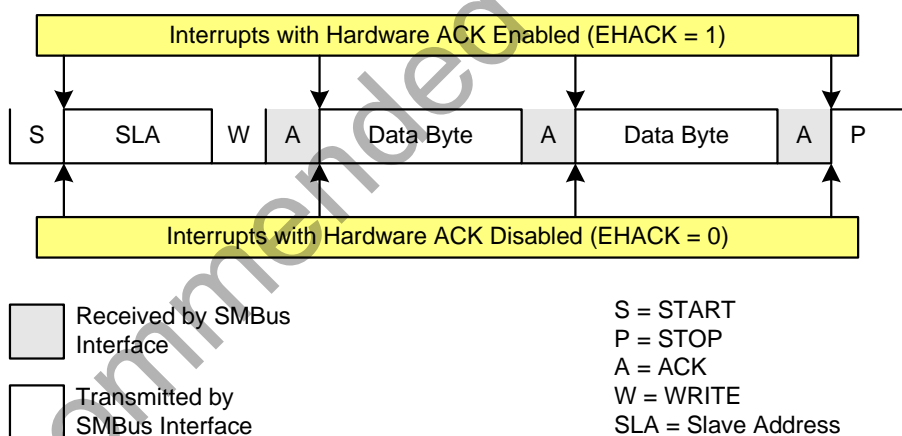 Interrupts with Hardware ACK Enabled (EHACK = 1)
S SLA W A Data Byte A Data Byte A P
Interrupts with Hardware ACK Disabled (EHACK = 0)
Received by SMBus
Interface
Transmitted by
SMBus Interface
S = START
P = STOP
A = ACK
W = WRITE
SLA = Slave Address
ommended